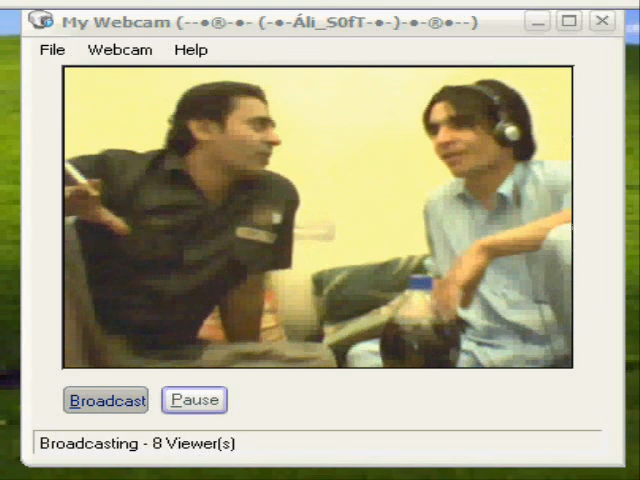 My Webcam (--●®-●- (-●-Áli_S0fT-●-)-●-®●--)
File Webcam Help
Broadcast Pause
Broadcasting - 8 Viewer(s)